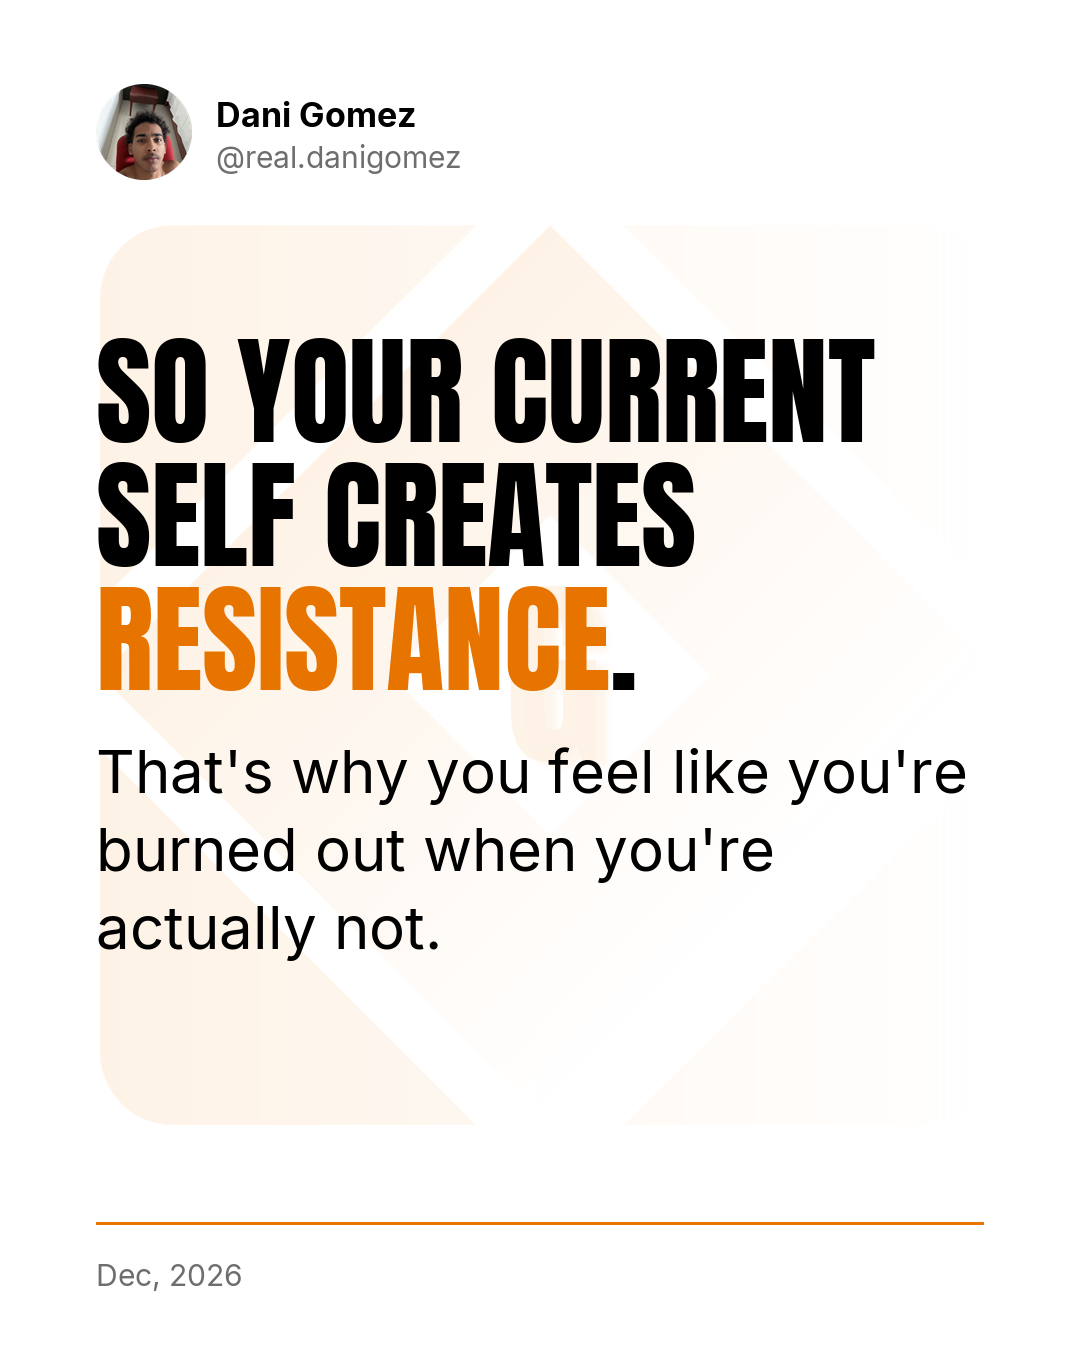 Dani Gomez
@real.danigomez
SO YOUR CURRENT
SELF CREATES
RESISTANCE.
That's why you feel like you're
burned out when you're
actually not.
Dec, 2026